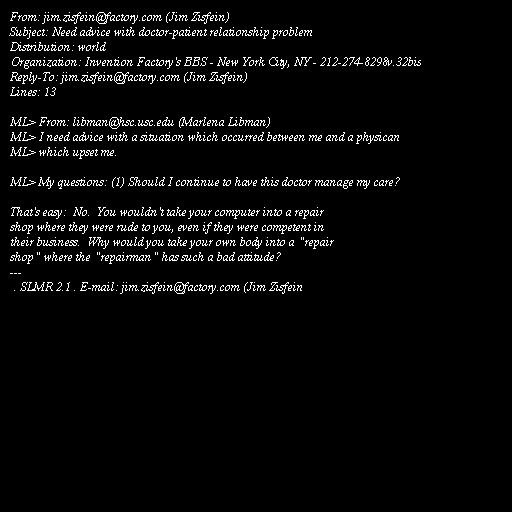 From: jim.zisfein@factory.com (Jim Zisfein)
Subject: Need advice with doctor-patient relationship problem
Distribution: world
Organization: Invention Factory's BBS - New York City, NY - 212-274-8298v.32bis
Reply-To: jim.zisfein@factory.com (Jim Zisfein)
Lines: 13

ML> From: libman@hsc.usc.edu (Marlena Libman)
ML> I need advice with a situation which occurred between me and a physican
ML> which upset me.

ML> My questions: (1) Should I continue to have this doctor manage my care?

That's easy:  No.  You wouldn't take your computer into a repair
shop where they were rude to you, even if they were competent in
their business.  Why would you take your own body into a "repair
shop" where the "repairman" has such a bad attitude?
---
 . SLMR 2.1 . E-mail: jim.zisfein@factory.com (Jim Zisfein